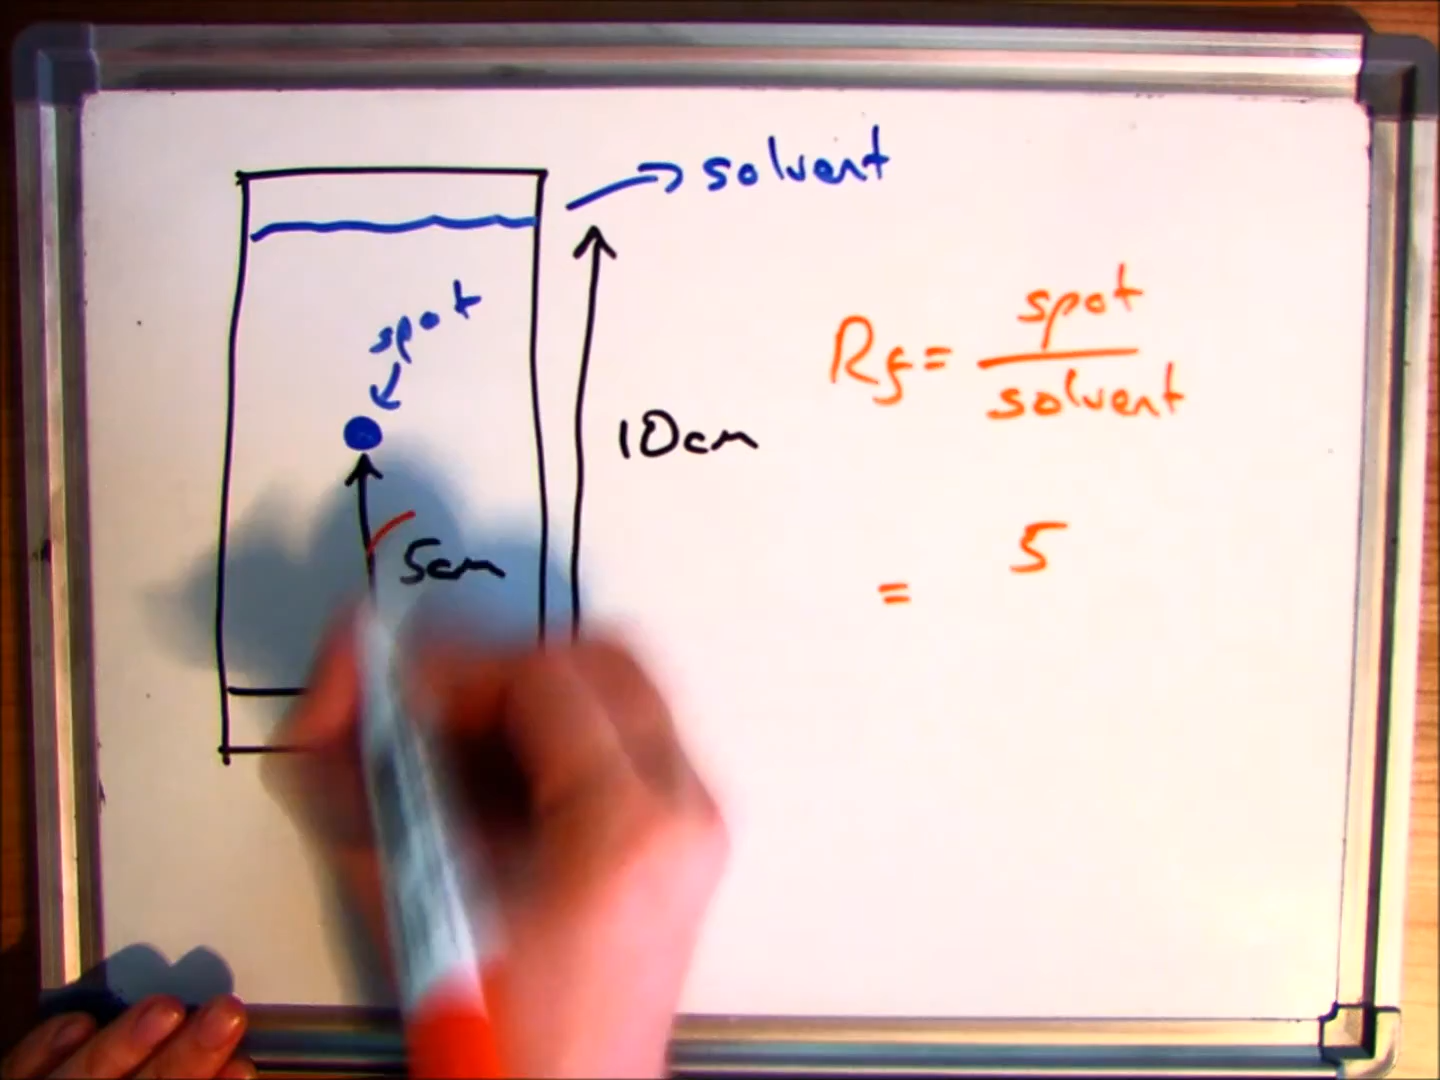 solvent
spot
10cm
5cm
Rf = spot
solvent
= 5